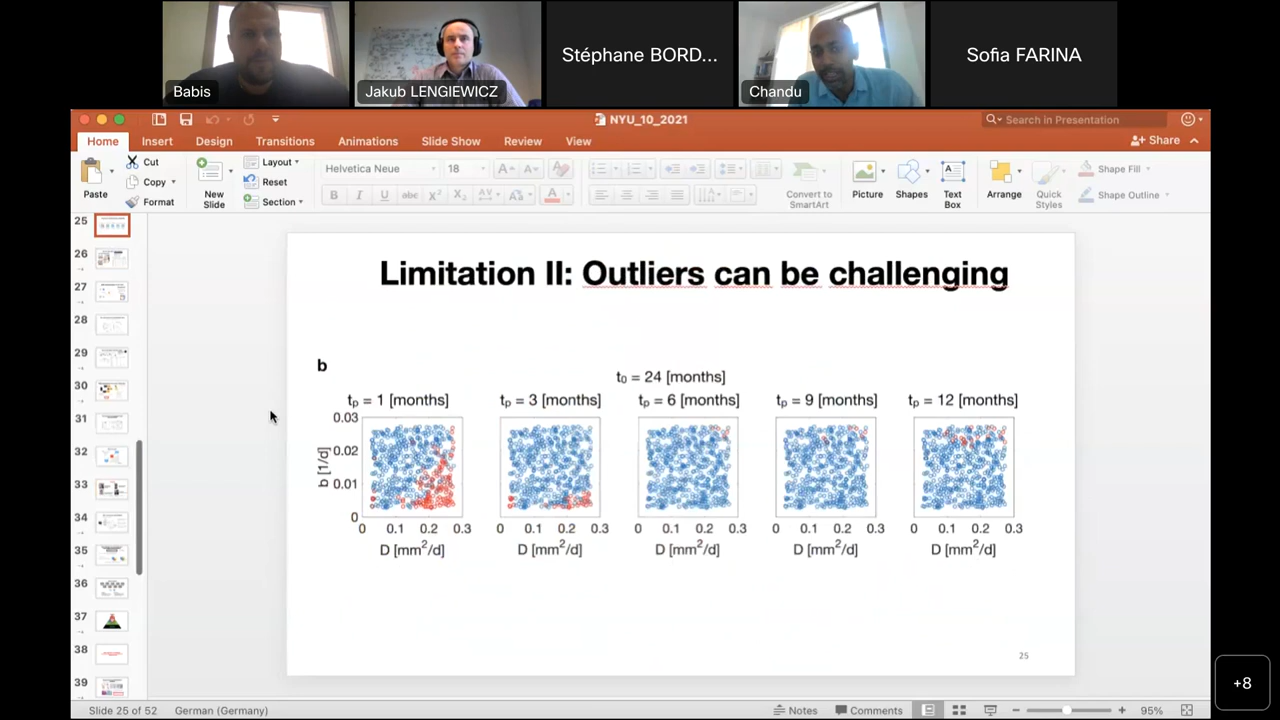 Babis
Jakub LENGIEWICZ
Stéphane BORD...
Chandu
Sofia FARINA
NYU_10_2021
Search in Presentation
Home
Insert
Design
Transitions
Animations
Slide Show
Review
View
Share
Paste
Cut
Copy
Format
New
Slide
Layout
Reset
Section
Helvetica Neue
18
Convert to
SmartArt
Picture
Shapes
Text
Box
Arrange
Quick
Styles
Shape Fill
Shape Outline
25
26
27
28
29
30
31
32
33
34
35
36
37
38
39
Limitation II: Outliers can be challenging
b
t0 = 24 [months]
tp = 1 [months]
tp = 3 [months]
tp = 6 [months]
tp = 9 [months]
tp = 12 [months]
b [1/d]
0.03
0.02
0.01
0
0 0.1 0.2 0.3
0 0.1 0.2 0.3
0 0.1 0.2 0.3
0 0.1 0.2 0.3
0 0.1 0.2 0.3
D [mm²/d]
D [mm²/d]
D [mm²/d]
D [mm²/d]
D [mm²/d]
25
+8
Slide 25 of 52
German (Germany)
Notes
Comments
95%